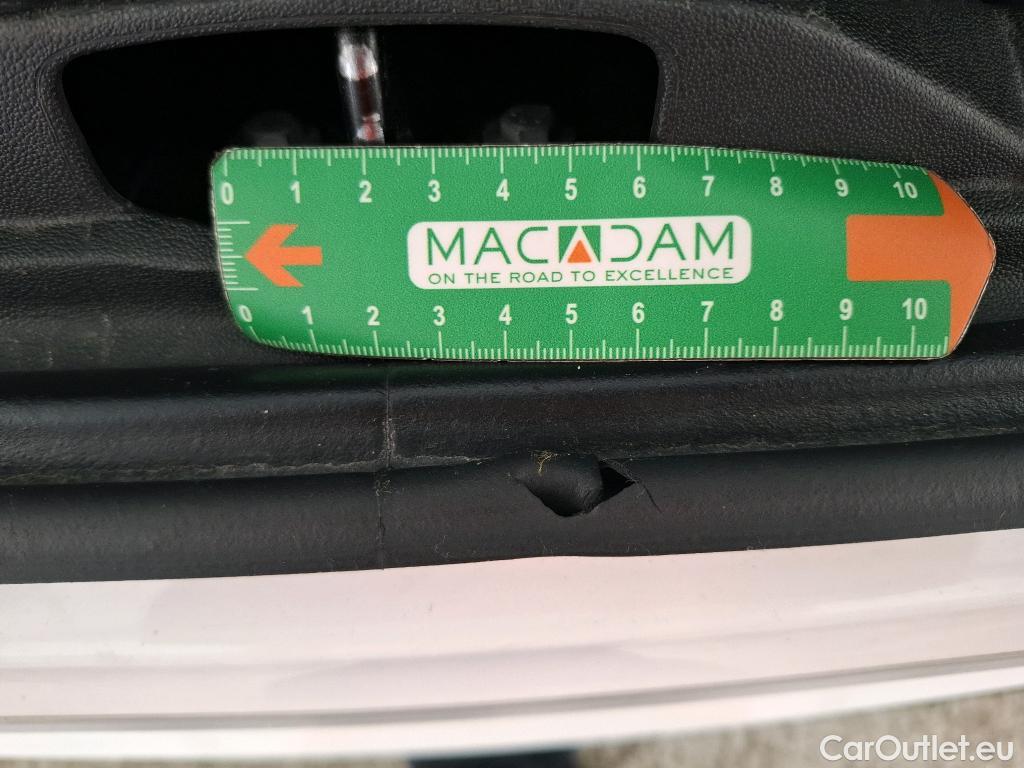 0 1 2 3 4 5 6 7 8 9 10
MACADAM
ON THE ROAD TO EXCELLENCE
0 1 2 3 4 5 6 7 8 9 10
CarOutlet.eu